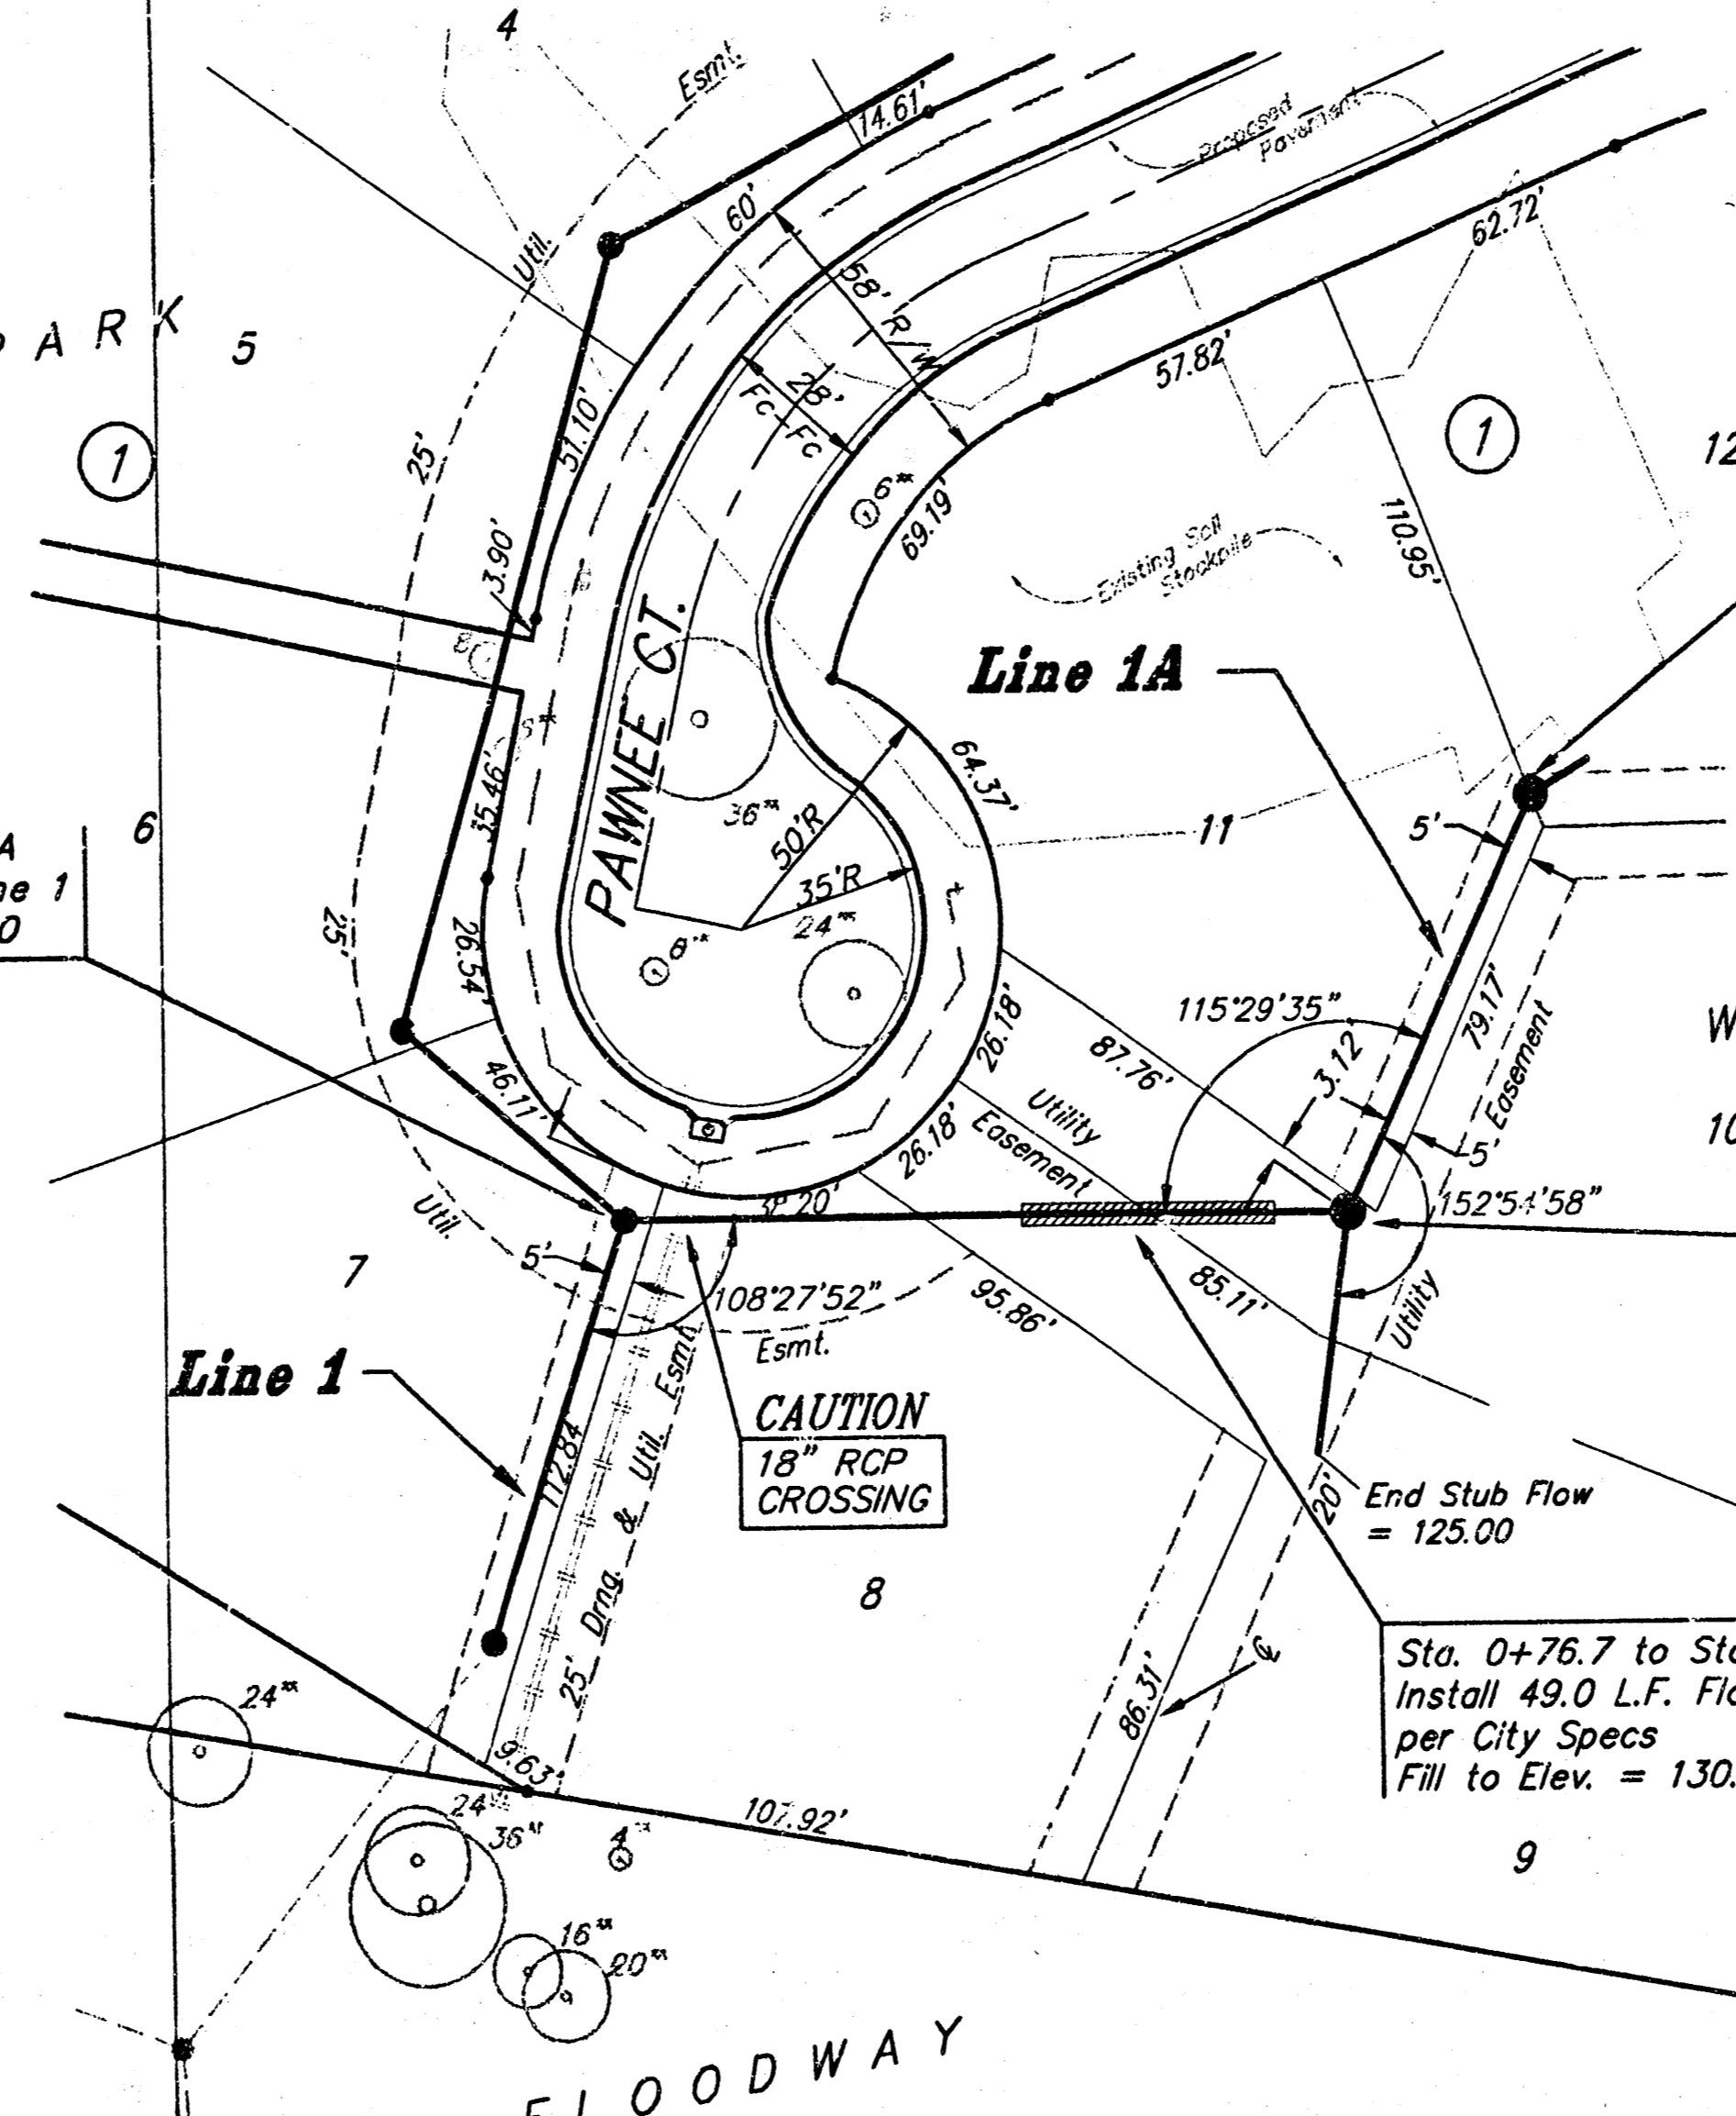 4
Esmt.
14.61'
Proposed
Pavement
60'
Util.
58' R/W
62.72'
PARK
5
28'
Fc - Fc
57.82'
1
1
12
51.10'
25'
6"
69.19'
110.95'
3.90'
Existing Soil
Stockpile
Line 1A
PAWNEE CT.
35.46'
64.37'
36"
50'R
6
11
5'
A
ne 1
0
35'R
24"
25'
26.54'
8"
79.17'
Easement
115°29'35"
26.18'
87.76'
3.12'
W
46.11'
Utility
Easement
10
26.18'
5'
Util.
20'
152°54'58"
7
5'
108°27'52"
95.86'
85.11'
Utility
Esmt.
Line 1
CAUTION
18" RCP
CROSSING
112.84
25' Drng. & Util. Esmt.
20'
End Stub Flow
= 125.00
8
Sta. 0+76.7 to Sta
Install 49.0 L.F. Flo
per City Specs
Fill to Elev. = 130.
86.31'
℄
24"
9.63'
24"
36"
4"
107.92'
9
16"
20"
FLOODWAY